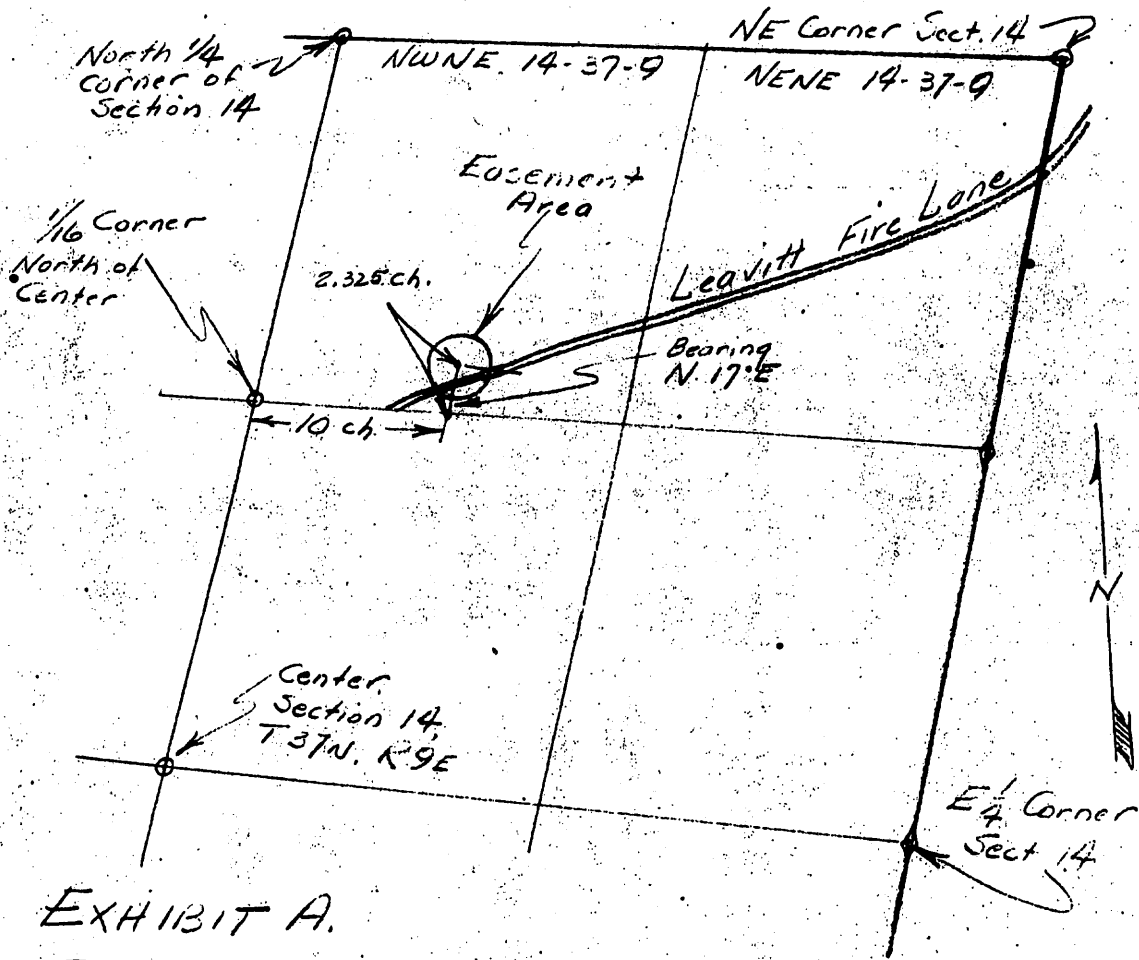 North 1/4
corner of
Section 14
NWNE. 14-37-9
NE Corner Sect. 14
NENE 14-37-9
Easement
Area
1/16 Corner
North of
Center
2.325 ch.
Leavitt Fire Lane
Bearing
N. 17° E
10 ch.
N
Center
Section 14,
T 37N. R9E
E 1/4 Corner
Sect 14
EXHIBIT A.